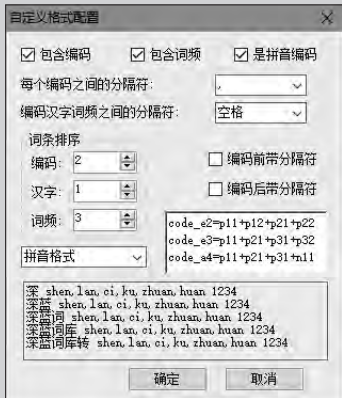 自定义格式配置
包含编码 包含词频 是拼音编码
每个编码之间的分隔符: ,
编码汉字词频之间的分隔符: 空格
词条排序
编码: 2
编码前带分隔符
汉字: 1
编码后带分隔符
词频: 3
拼音格式
code_e2=p11+p12+p21+p22
code_e3=p11+p21+p31+p32
code_a4=p11+p21+p31+n11
深 shen,lan,ci,ku,zhuan,huan 1234
深蓝 shen,lan,ci,ku,zhuan,huan 1234
深蓝词 shen,lan,ci,ku,zhuan,huan 1234
深蓝词库 shen,lan,ci,ku,zhuan,huan 1234
深蓝词库转 shen,lan,ci,ku,zhuan,huan 1234
确定 取消